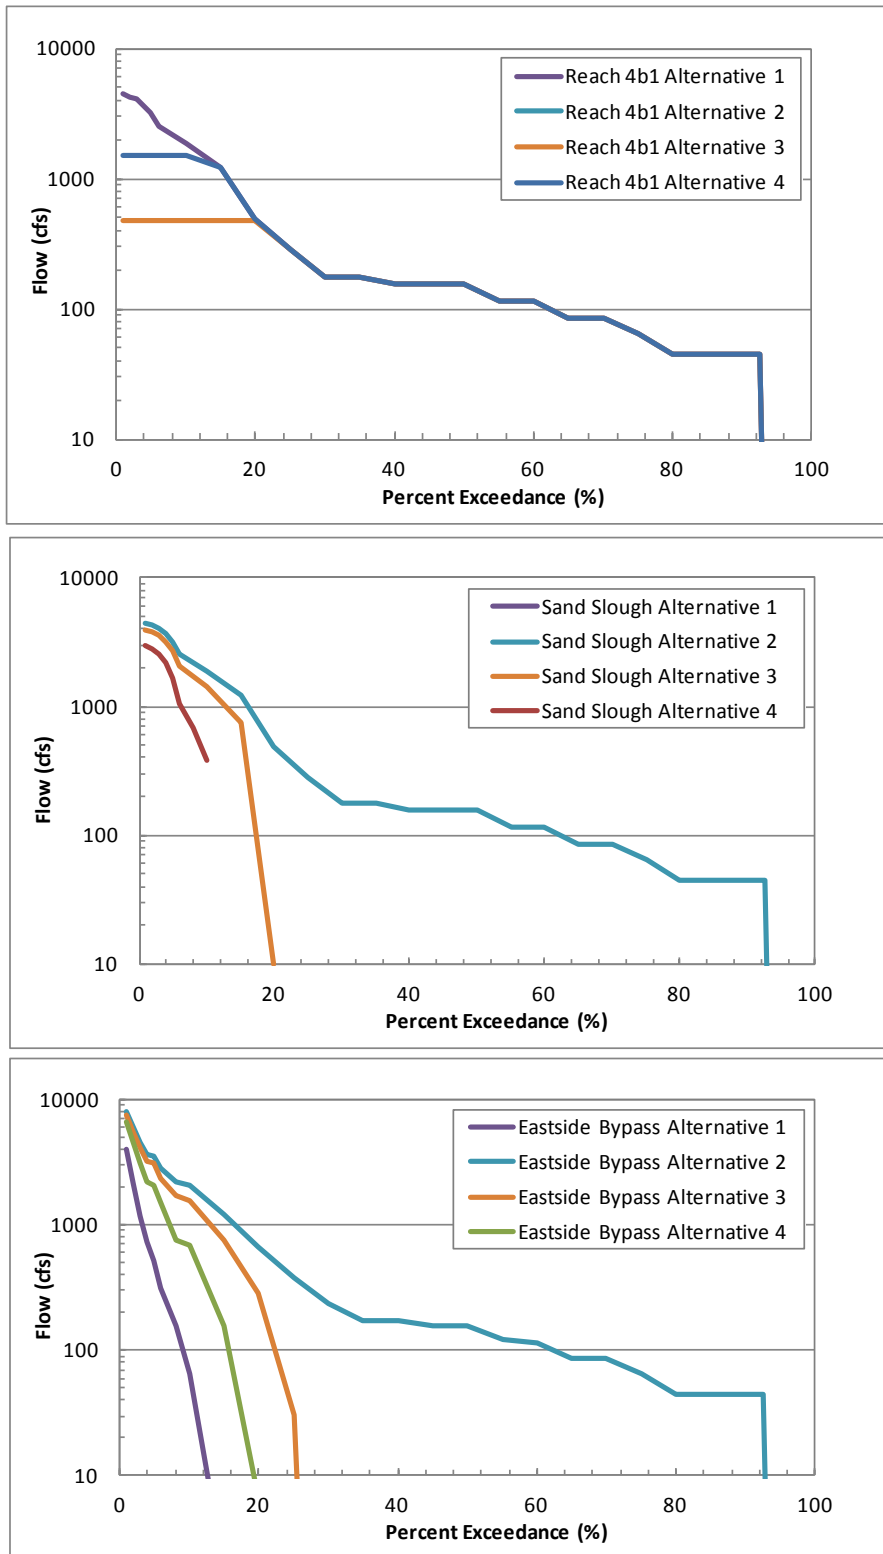 10000
1000
100
10
Flow (cfs)
Reach 4b1 Alternative 1
Reach 4b1 Alternative 2
Reach 4b1 Alternative 3
Reach 4b1 Alternative 4
0 20 40 60 80 100
Percent Exceedance (%)
10000
1000
100
10
Flow (cfs)
Sand Slough Alternative 1
Sand Slough Alternative 2
Sand Slough Alternative 3
Sand Slough Alternative 4
0 20 40 60 80 100
Percent Exceedance (%)
10000
1000
100
10
Flow (cfs)
Eastside Bypass Alternative 1
Eastside Bypass Alternative 2
Eastside Bypass Alternative 3
Eastside Bypass Alternative 4
0 20 40 60 80 100
Percent Exceedance (%)